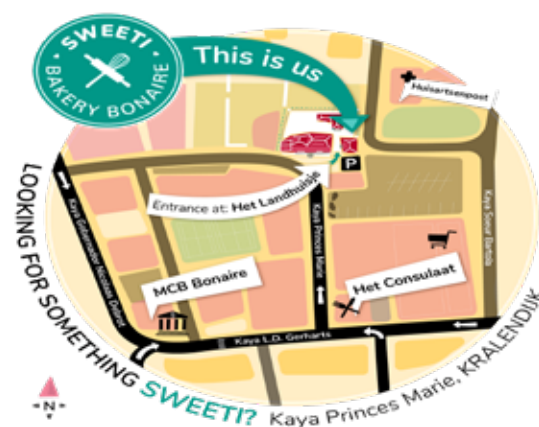 SWEETI
BAKERY BONAIRE
This is us
Huisartsenpost
P
Entrance at: Het Landhuisje
Kaya Gobernador Nicolaas Debrot
Kaya Princes Marie
Kaya Soeur Bartola
MCB Bonaire
Het Consulaat
Kaya L.D. Gerharts
LOOKING FOR SOMETHING SWEETI? Kaya Princes Marie, KRALENDIJK
N